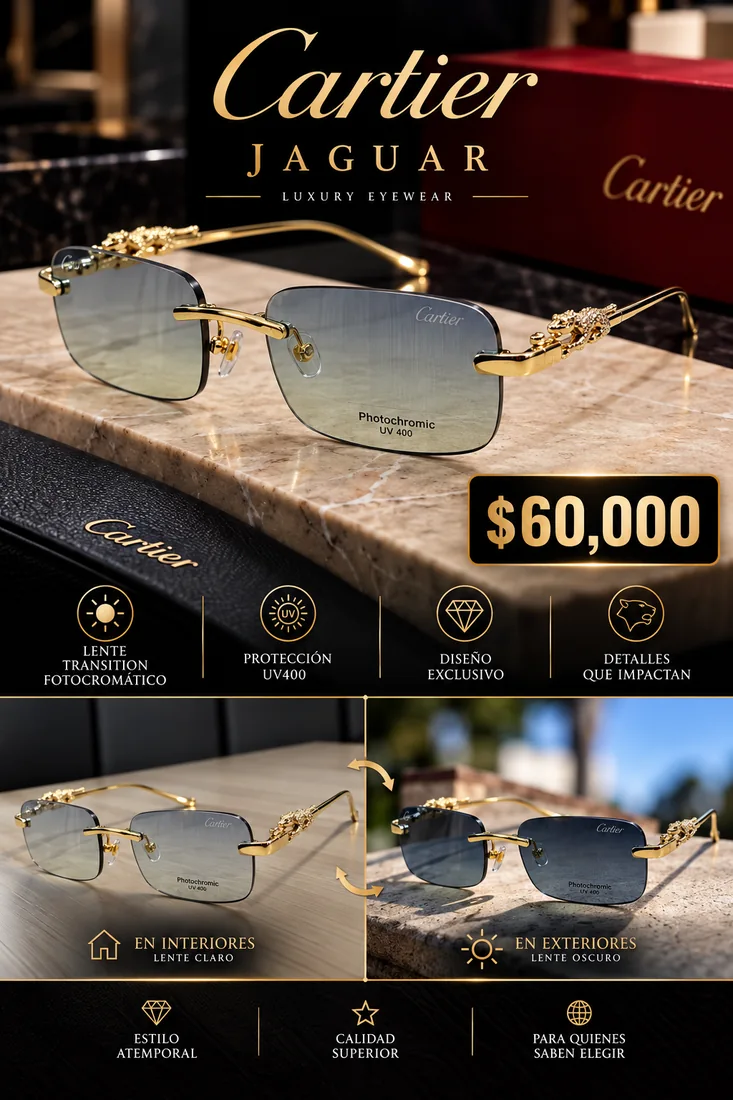 Cartier
JAGUAR
LUXURY EYEWEAR
Cartier
Cartier
Photochromic
UV 400
Cartier
$60,000
UV
LENTE
TRANSITION
FOTOCROMÁTICO
PROTECCIÓN
UV400
DISEÑO
EXCLUSIVO
DETALLES
QUE IMPACTAN
Cartier
Photochromic
UV 400
EN INTERIORES
LENTE CLARO
Cartier
Photochromic
UV 400
EN EXTERIORES
LENTE OSCURO
ESTILO
ATEMPORAL
CALIDAD
SUPERIOR
PARA QUIENES
SABEN ELEGIR